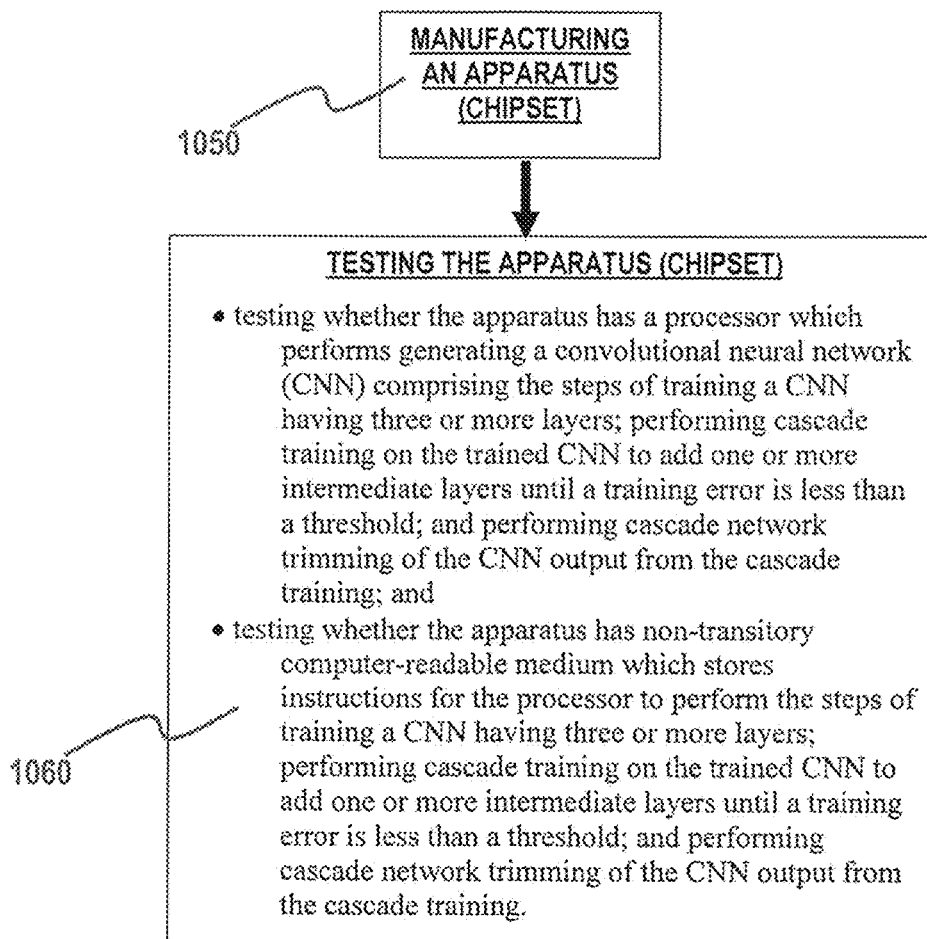 MANUFACTURING
AN APPARATUS
(CHIPSET)
1050
TESTING THE APPARATUS (CHIPSET)
• testing whether the apparatus has a processor which
performs generating a convolutional neural network
(CNN) comprising the steps of training a CNN
having three or more layers; performing cascade
training on the trained CNN to add one or more
intermediate layers until a training error is less than
a threshold; and performing cascade network
trimming of the CNN output from the cascade
training; and
• testing whether the apparatus has non-transitory
computer-readable medium which stores
instructions for the processor to perform the steps of
training a CNN having three or more layers;
performing cascade training on the trained CNN to
add one or more intermediate layers until a training
error is less than a threshold; and performing
cascade network trimming of the CNN output from
the cascade training.
1060